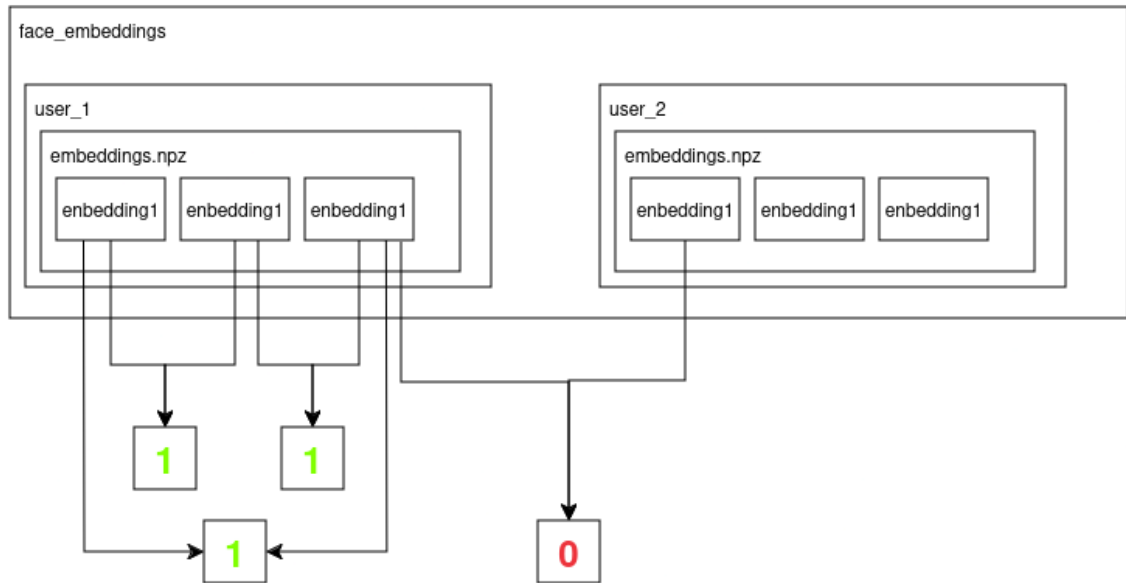 face_embeddings
user_1
user_2
embeddings.npz
embeddings.npz
enbedding1
enbedding1
enbedding1
enbedding1
enbedding1
enbedding1
1
1
1
0